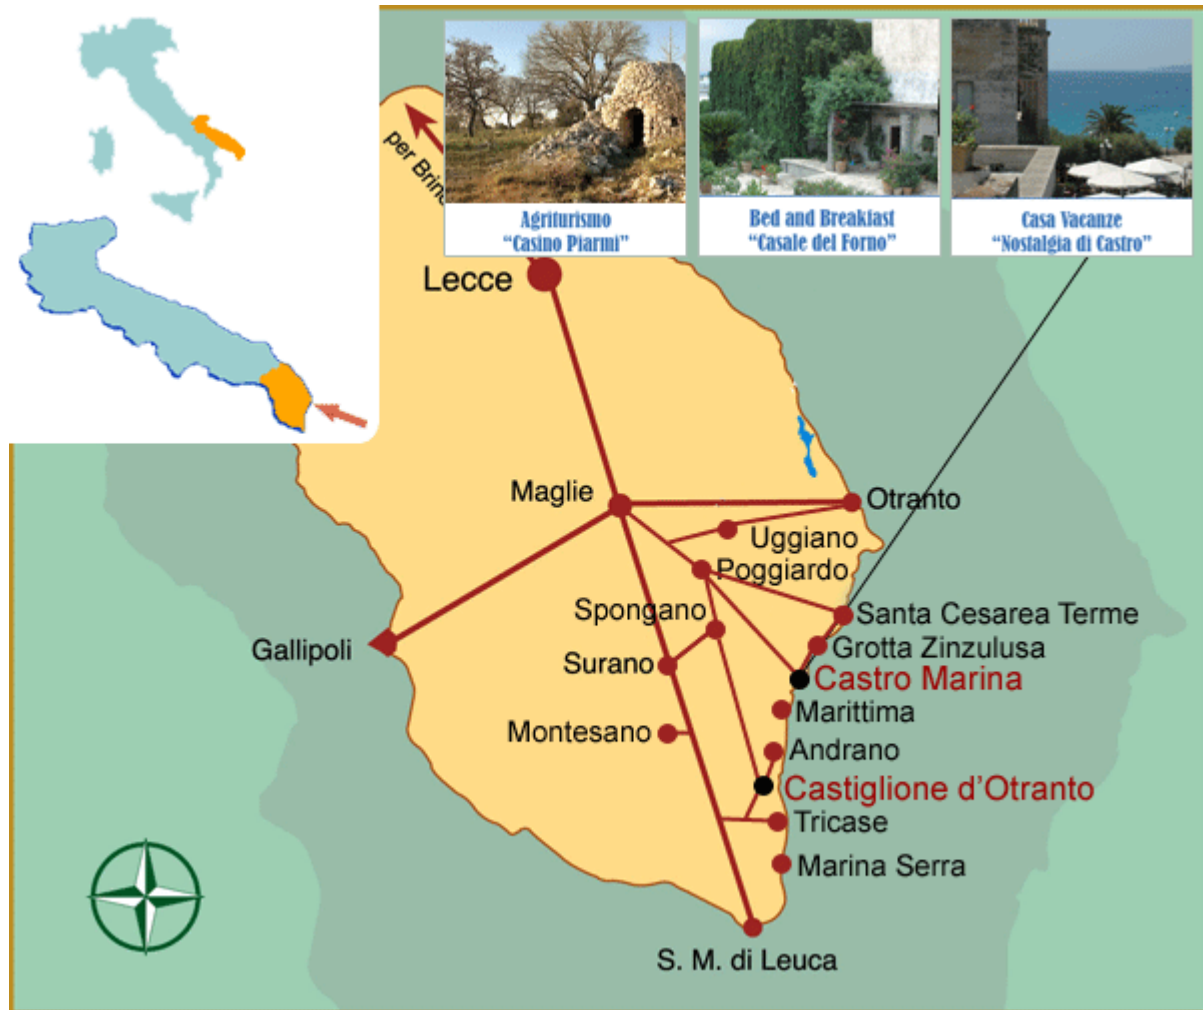 per Brind
Agriturismo
“Casino Piarmi”
Bed and Breakfast
“Casale del Forno”
Casa Vacanze
“Nostalgia di Castro”
Lecce
Maglie
Otranto
Uggiano
Poggiardo
Spongano
Santa Cesarea Terme
Grotta Zinzulusa
Gallipoli
Surano
Castro Marina
Marittima
Montesano
Andrano
Castiglione d’Otranto
Tricase
Marina Serra
S. M. di Leuca